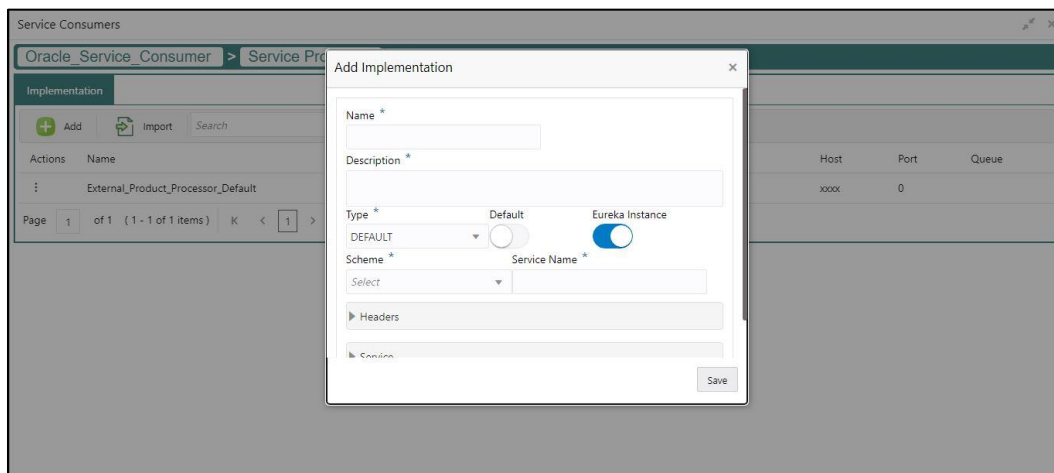 Service Consumers
Oracle_Service_Consumer > Service Pro
Implementation
Add Import Search
Actions Name Host Port Queue
External_Product_Processor_Default xxxx 0
Page 1 of 1 (1 - 1 of 1 items) K < 1 >
Add Implementation ×
Name *
Description *
Type * Default Eureka Instance
DEFAULT
Scheme * Service Name *
Select
Headers
Service
Save